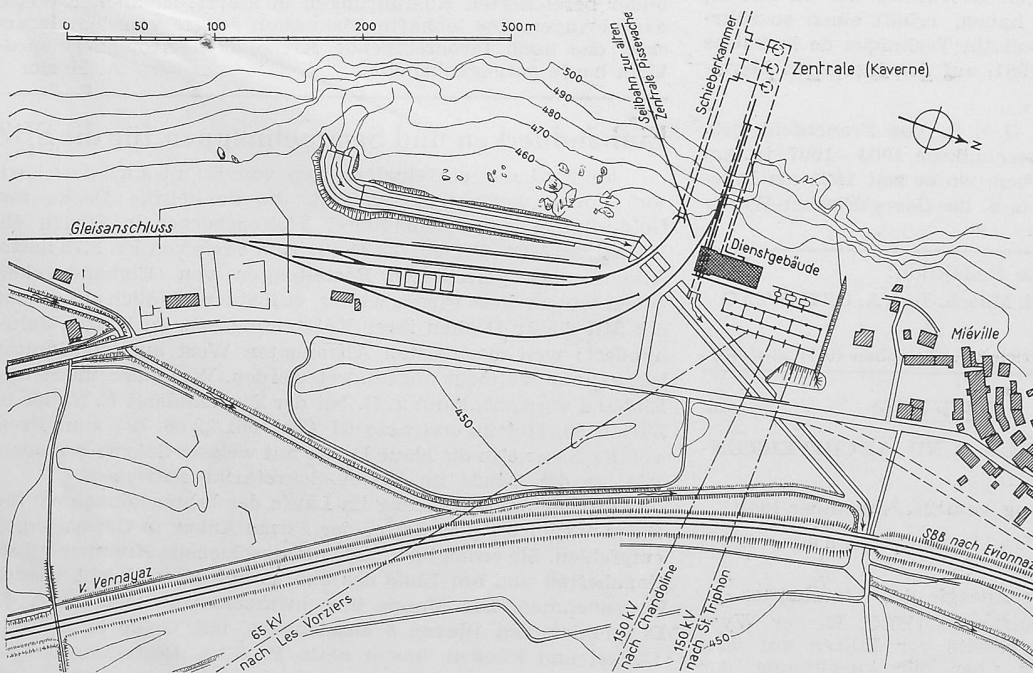 0 50 100 200 300 m
500
490
480
470
460
Seilbahn zur alten
Zentrale Pissevache
Schieberkammer
Zentrale (Kaverne)
N
Gleisanschluss
Dienstgebäude
Miéville
450
v. Vernayaz
65 KV
nach Les Vorziers
150 KV
nach Chandoline
150 KV
nach St. Triphon
450
SBB nach Evionnaz